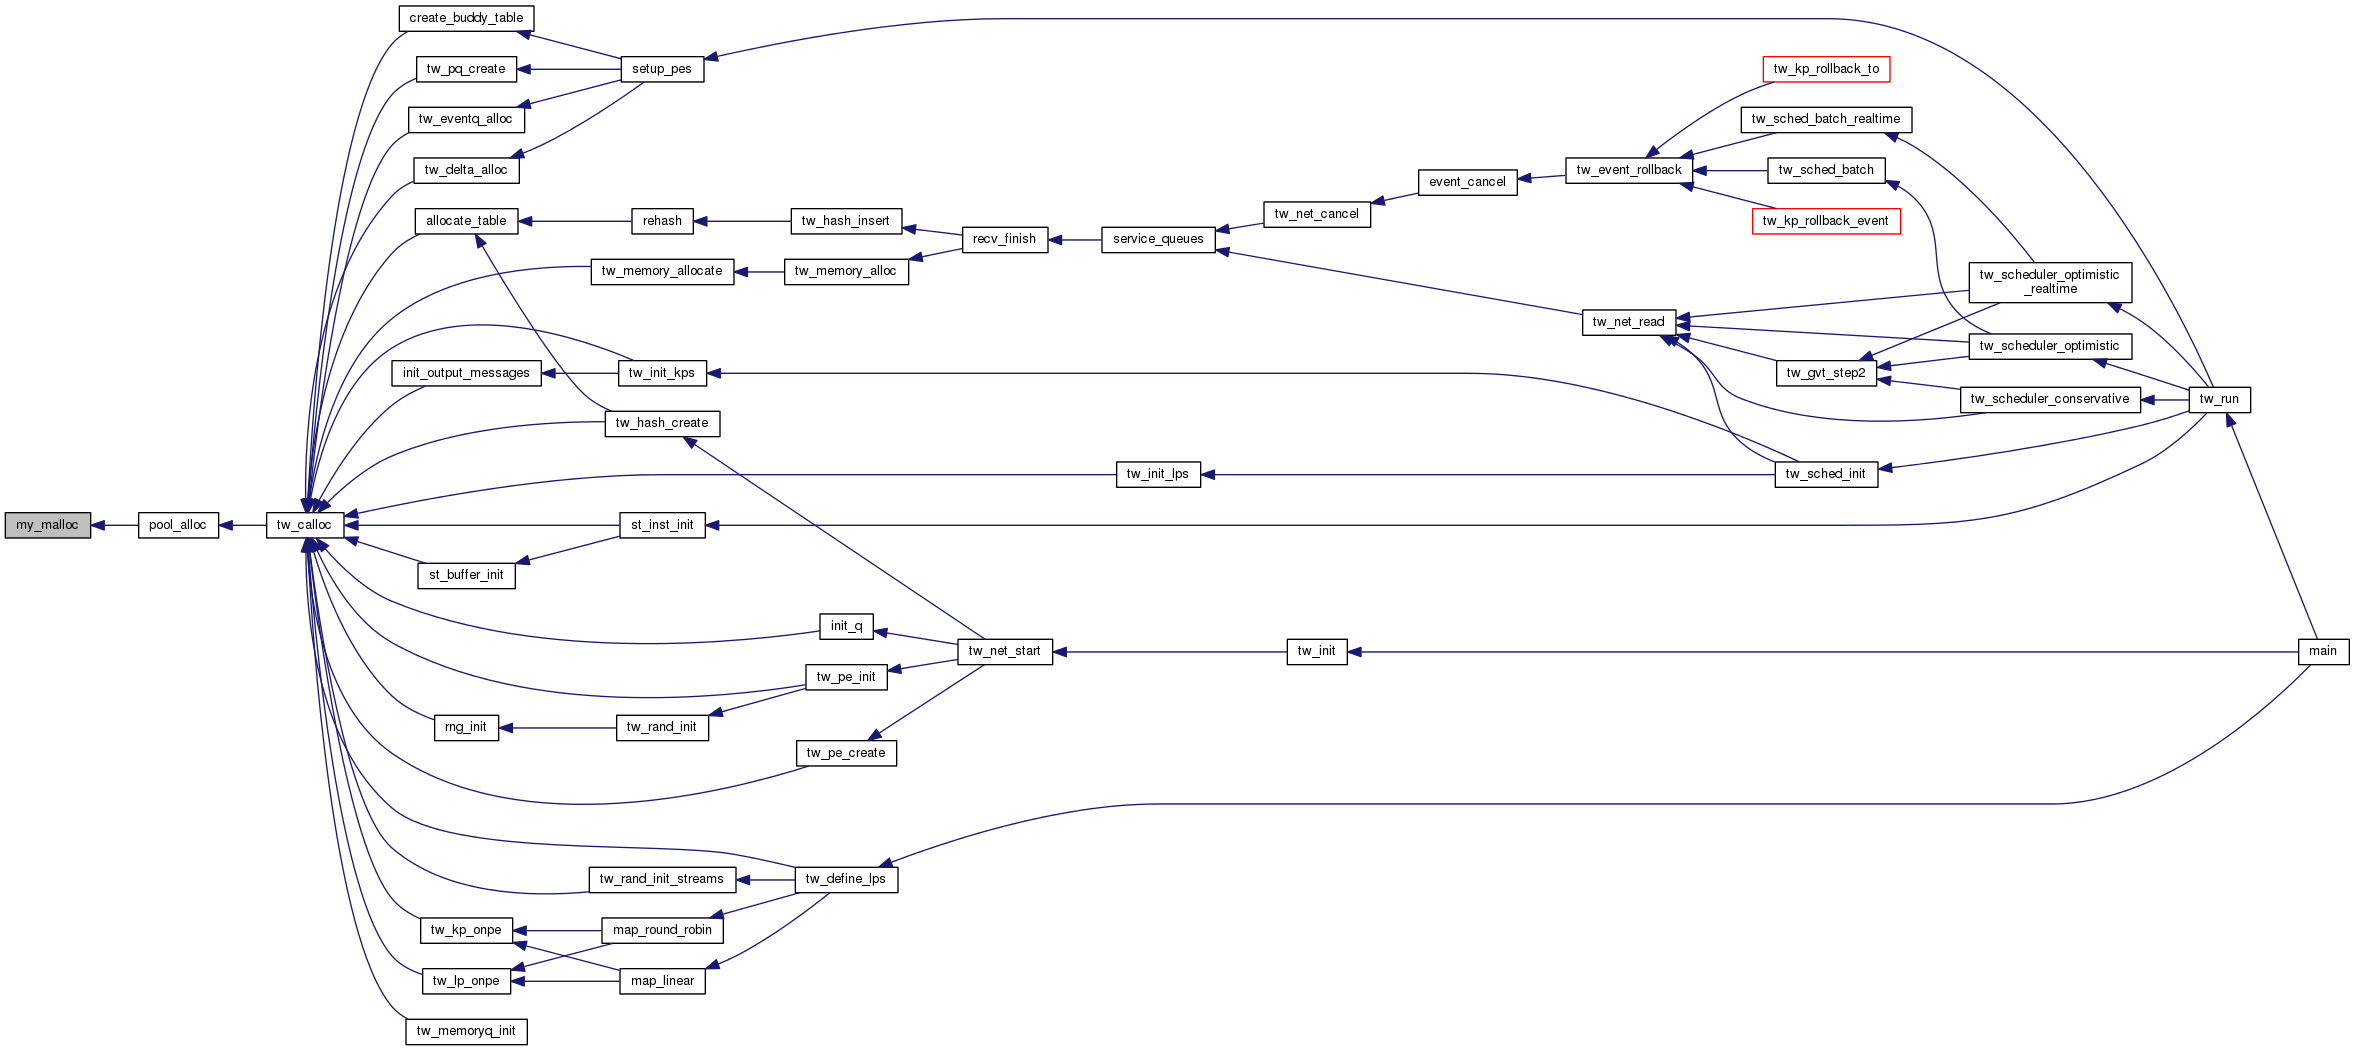 create_buddy_table
tw_pq_create
setup_pes
tw_kp_rollback_to
tw_eventq_alloc
tw_sched_batch_realtime
tw_delta_alloc
event_cancel
tw_event_rollback
tw_sched_batch
allocate_table
rehash
tw_hash_insert
tw_net_cancel
tw_kp_rollback_event
recv_finish
service_queues
tw_memory_allocate
tw_memory_alloc
tw_scheduler_optimistic
_realtime
tw_net_read
tw_scheduler_optimistic
init_output_messages
tw_init_kps
tw_gvt_step2
tw_scheduler_conservative
tw_run
tw_hash_create
tw_init_lps
tw_sched_init
my_malloc
pool_alloc
tw_calloc
st_inst_init
st_buffer_init
init_q
tw_net_start
tw_init
main
tw_pe_init
rng_init
tw_rand_init
tw_pe_create
tw_rand_init_streams
tw_define_lps
tw_kp_onpe
map_round_robin
tw_lp_onpe
map_linear
tw_memoryq_init